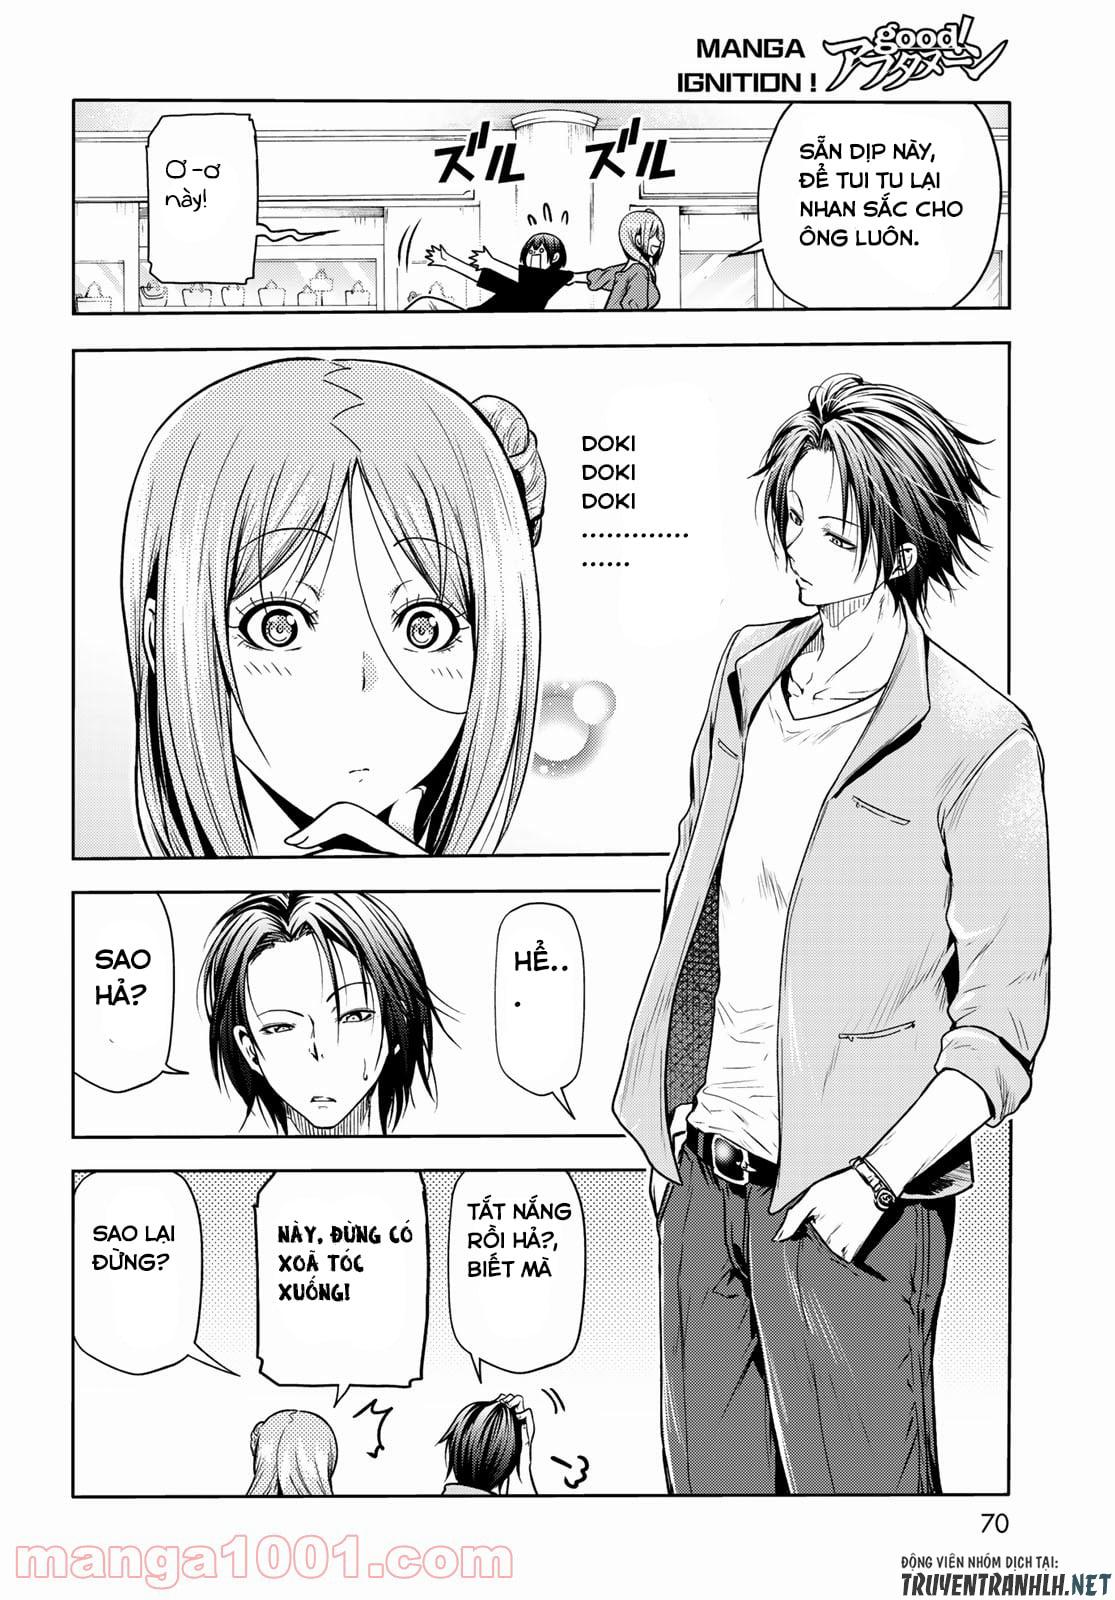 MANGA
IGNITION !
good!
アフタヌーン
SẴN DỊP NÀY,
ĐỂ TUI TU LẠI
NHAN SẮC CHO
ÔNG LUÔN.
ズル
ズル
Ơ -ơ
này!
DOKI
DOKI
DOKI
.............
......
HỂ. .
.
SAO
HẢ?
TẮT NẮNG
RỒI HẢ?,
BIẾT MÀ
NÀY, ĐỪNG CÓ
XOÃ TÓC
XUỐNG!
SAO LẠI
ĐỪNG?
70
manga1001.com
ĐỘNG VIÊN NHÓM DỊCH TẠI:
TRUYENTRANHLH.NET